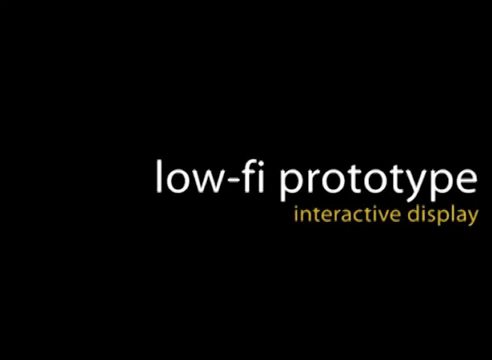 low-fi prototype
interactive display